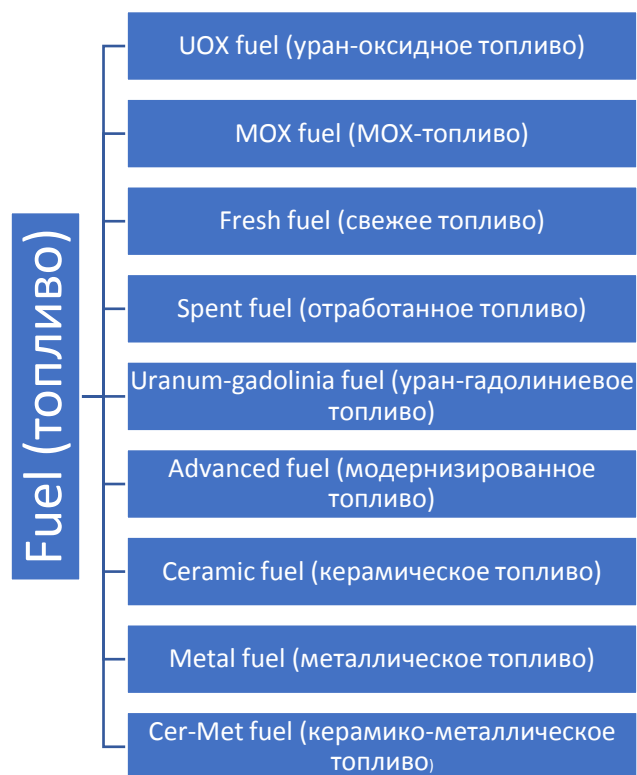 Fuel (топливо)
UOX fuel (уран-оксидное топливо)
MOX fuel (МОХ-топливо)
Fresh fuel (свежее топливо)
Spent fuel (отработанное топливо)
Uranum-gadolinia fuel (уран-гадолиниевое
топливо)
Advanced fuel (модернизированное
топливо)
Ceramic fuel (керамическое топливо)
Metal fuel (металлическое топливо)
Cer-Met fuel (керамико-металлическое
топливо)